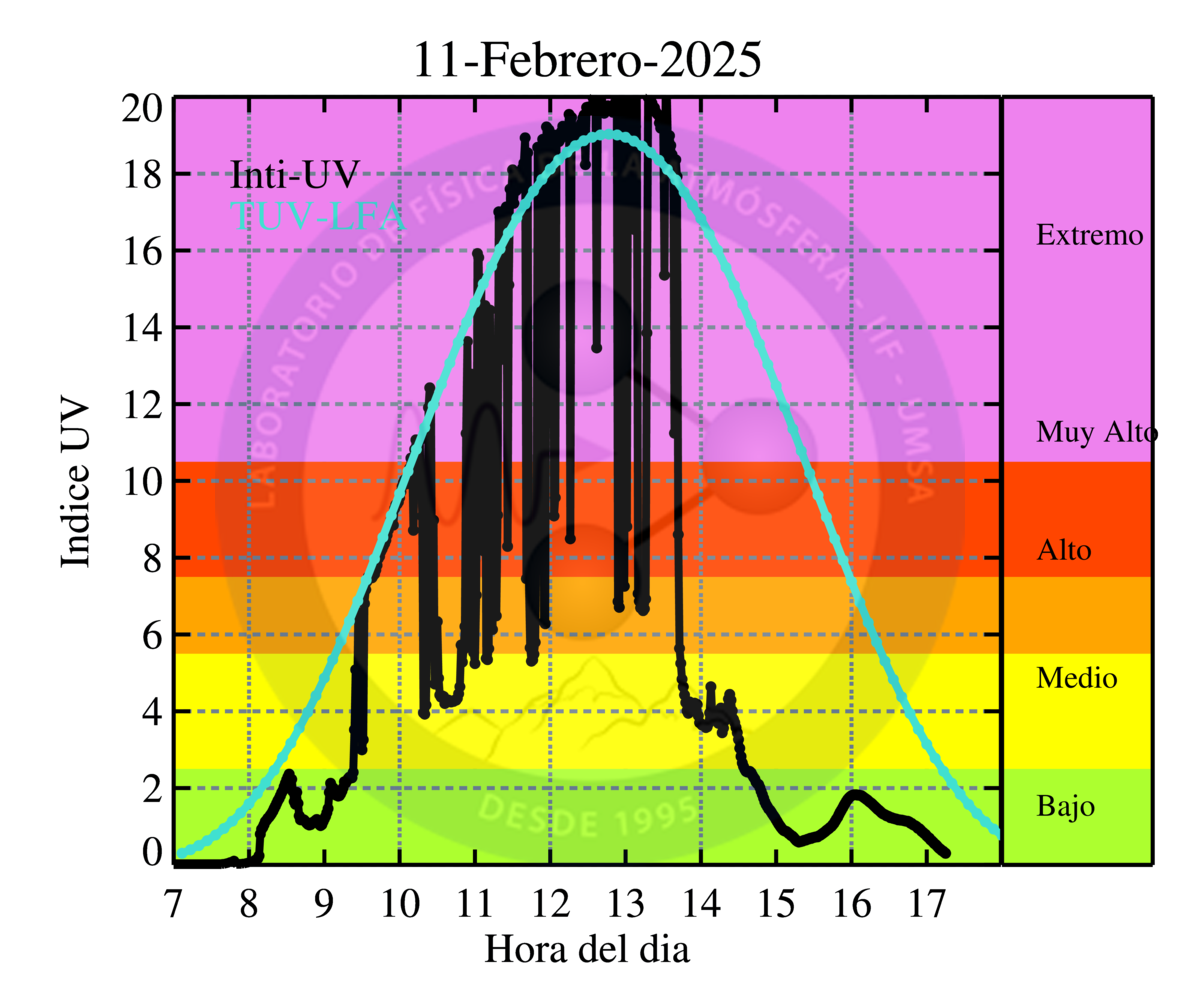 11-Febrero-2025
Inti-UV
TUV-LFA
Indice UV
20
18
16
14
12
10
8
6
4
2
0
7 8 9 10 11 12 13 14 15 16 17
Hora del dia
Extremo
Muy Alto
Alto
Medio
Bajo
LABORATORIO DE FÍSICA DE LA ATMÓSFERA - IIF - UMSA
DESDE 1995